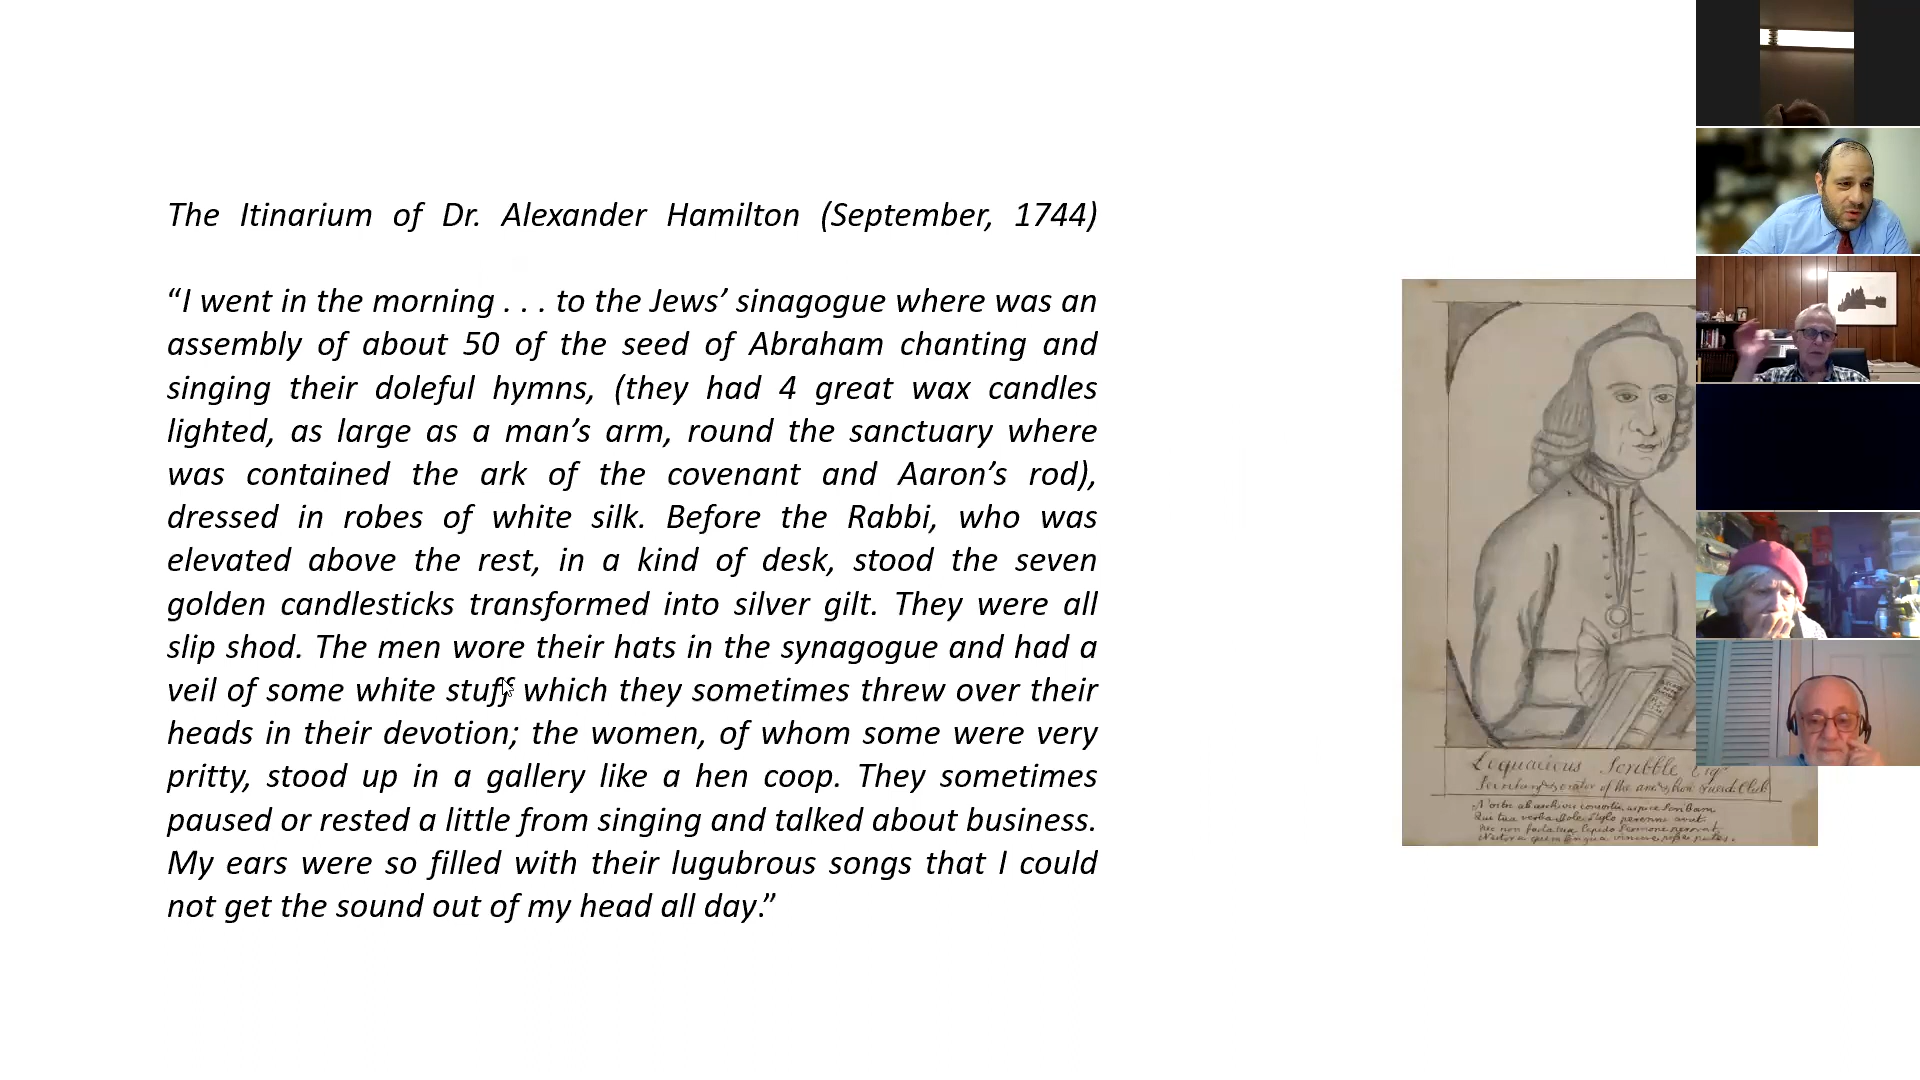 The Itinarium of Dr. Alexander Hamilton (September, 1744)
“I went in the morning . . . to the Jews’ sinagogue where was an
assembly of about 50 of the seed of Abraham chanting and
singing their doleful hymns, (they had 4 great wax candles
lighted, as large as a man’s arm, round the sanctuary where
was contained the ark of the covenant and Aaron’s rod),
dressed in robes of white silk. Before the Rabbi, who was
elevated above the rest, in a kind of desk, stood the seven
golden candlesticks transformed into silver gilt. They were all
slip shod. The men wore their hats in the synagogue and had a
veil of some white stuff which they sometimes threw over their
heads in their devotion; the women, of whom some were very
pritty, stood up in a gallery like a hen coop. They sometimes
paused or rested a little from singing and talked about business.
My ears were so filled with their lugubrous songs that I could
not get the sound out of my head all day.”
Loquacious Scribble Esqr
of the Club